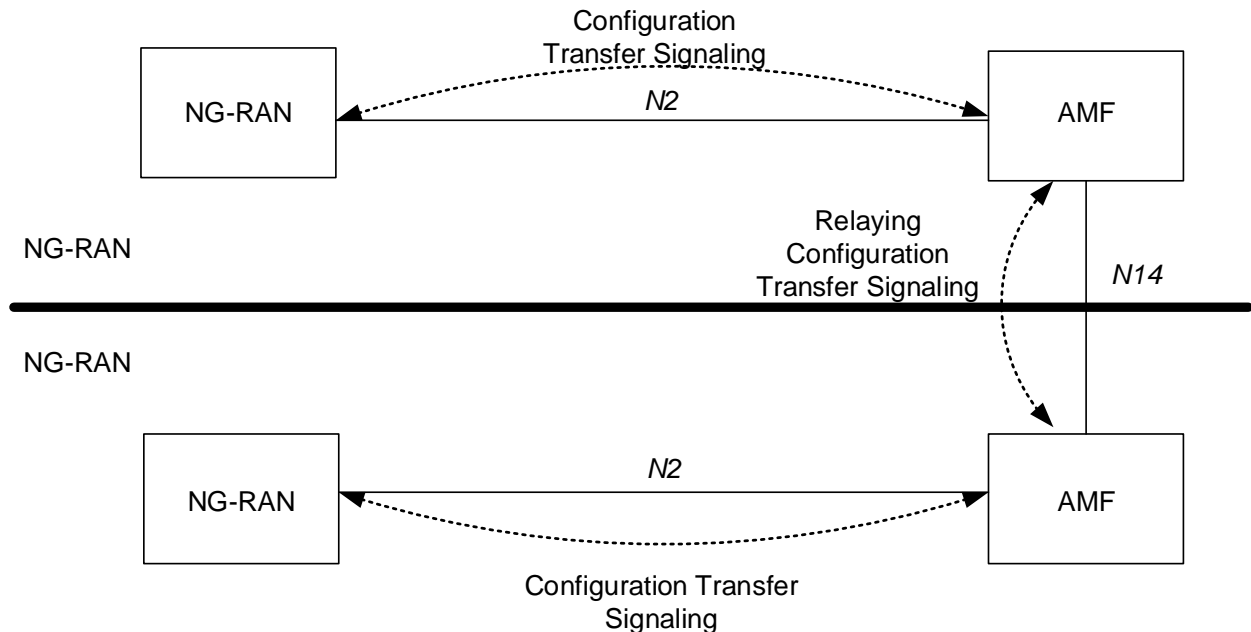 Configuration
Transfer Signaling
NG-RAN
N2
AMF
NG-RAN
Relaying
Configuration
Transfer Signaling
N14
NG-RAN
NG-RAN
N2
AMF
Configuration Transfer
Signaling